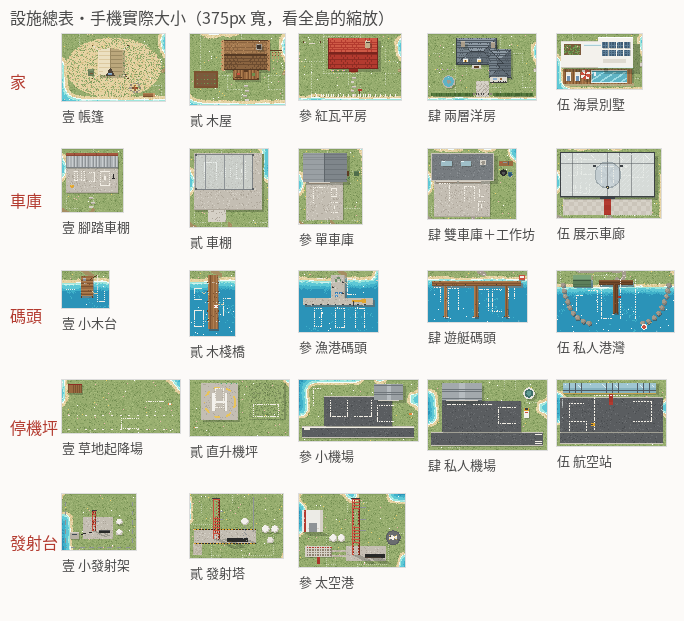 設施總表・手機實際大小（375px 寬，看全島的縮放）
家
壹 帳篷
貳 木屋
參 紅瓦平房
肆 兩層洋房
伍 海景別墅
車庫
壹 腳踏車棚
貳 車棚
參 單車庫
肆 雙車庫＋工作坊
伍 展示車廊
碼頭
壹 小木台
貳 木棧橋
參 漁港碼頭
肆 遊艇碼頭
伍 私人港灣
停機坪
壹 草地起降場
貳 直升機坪
參 小機場
肆 私人機場
伍 航空站
發射台
壹 小發射架
貳 發射塔
參 太空港